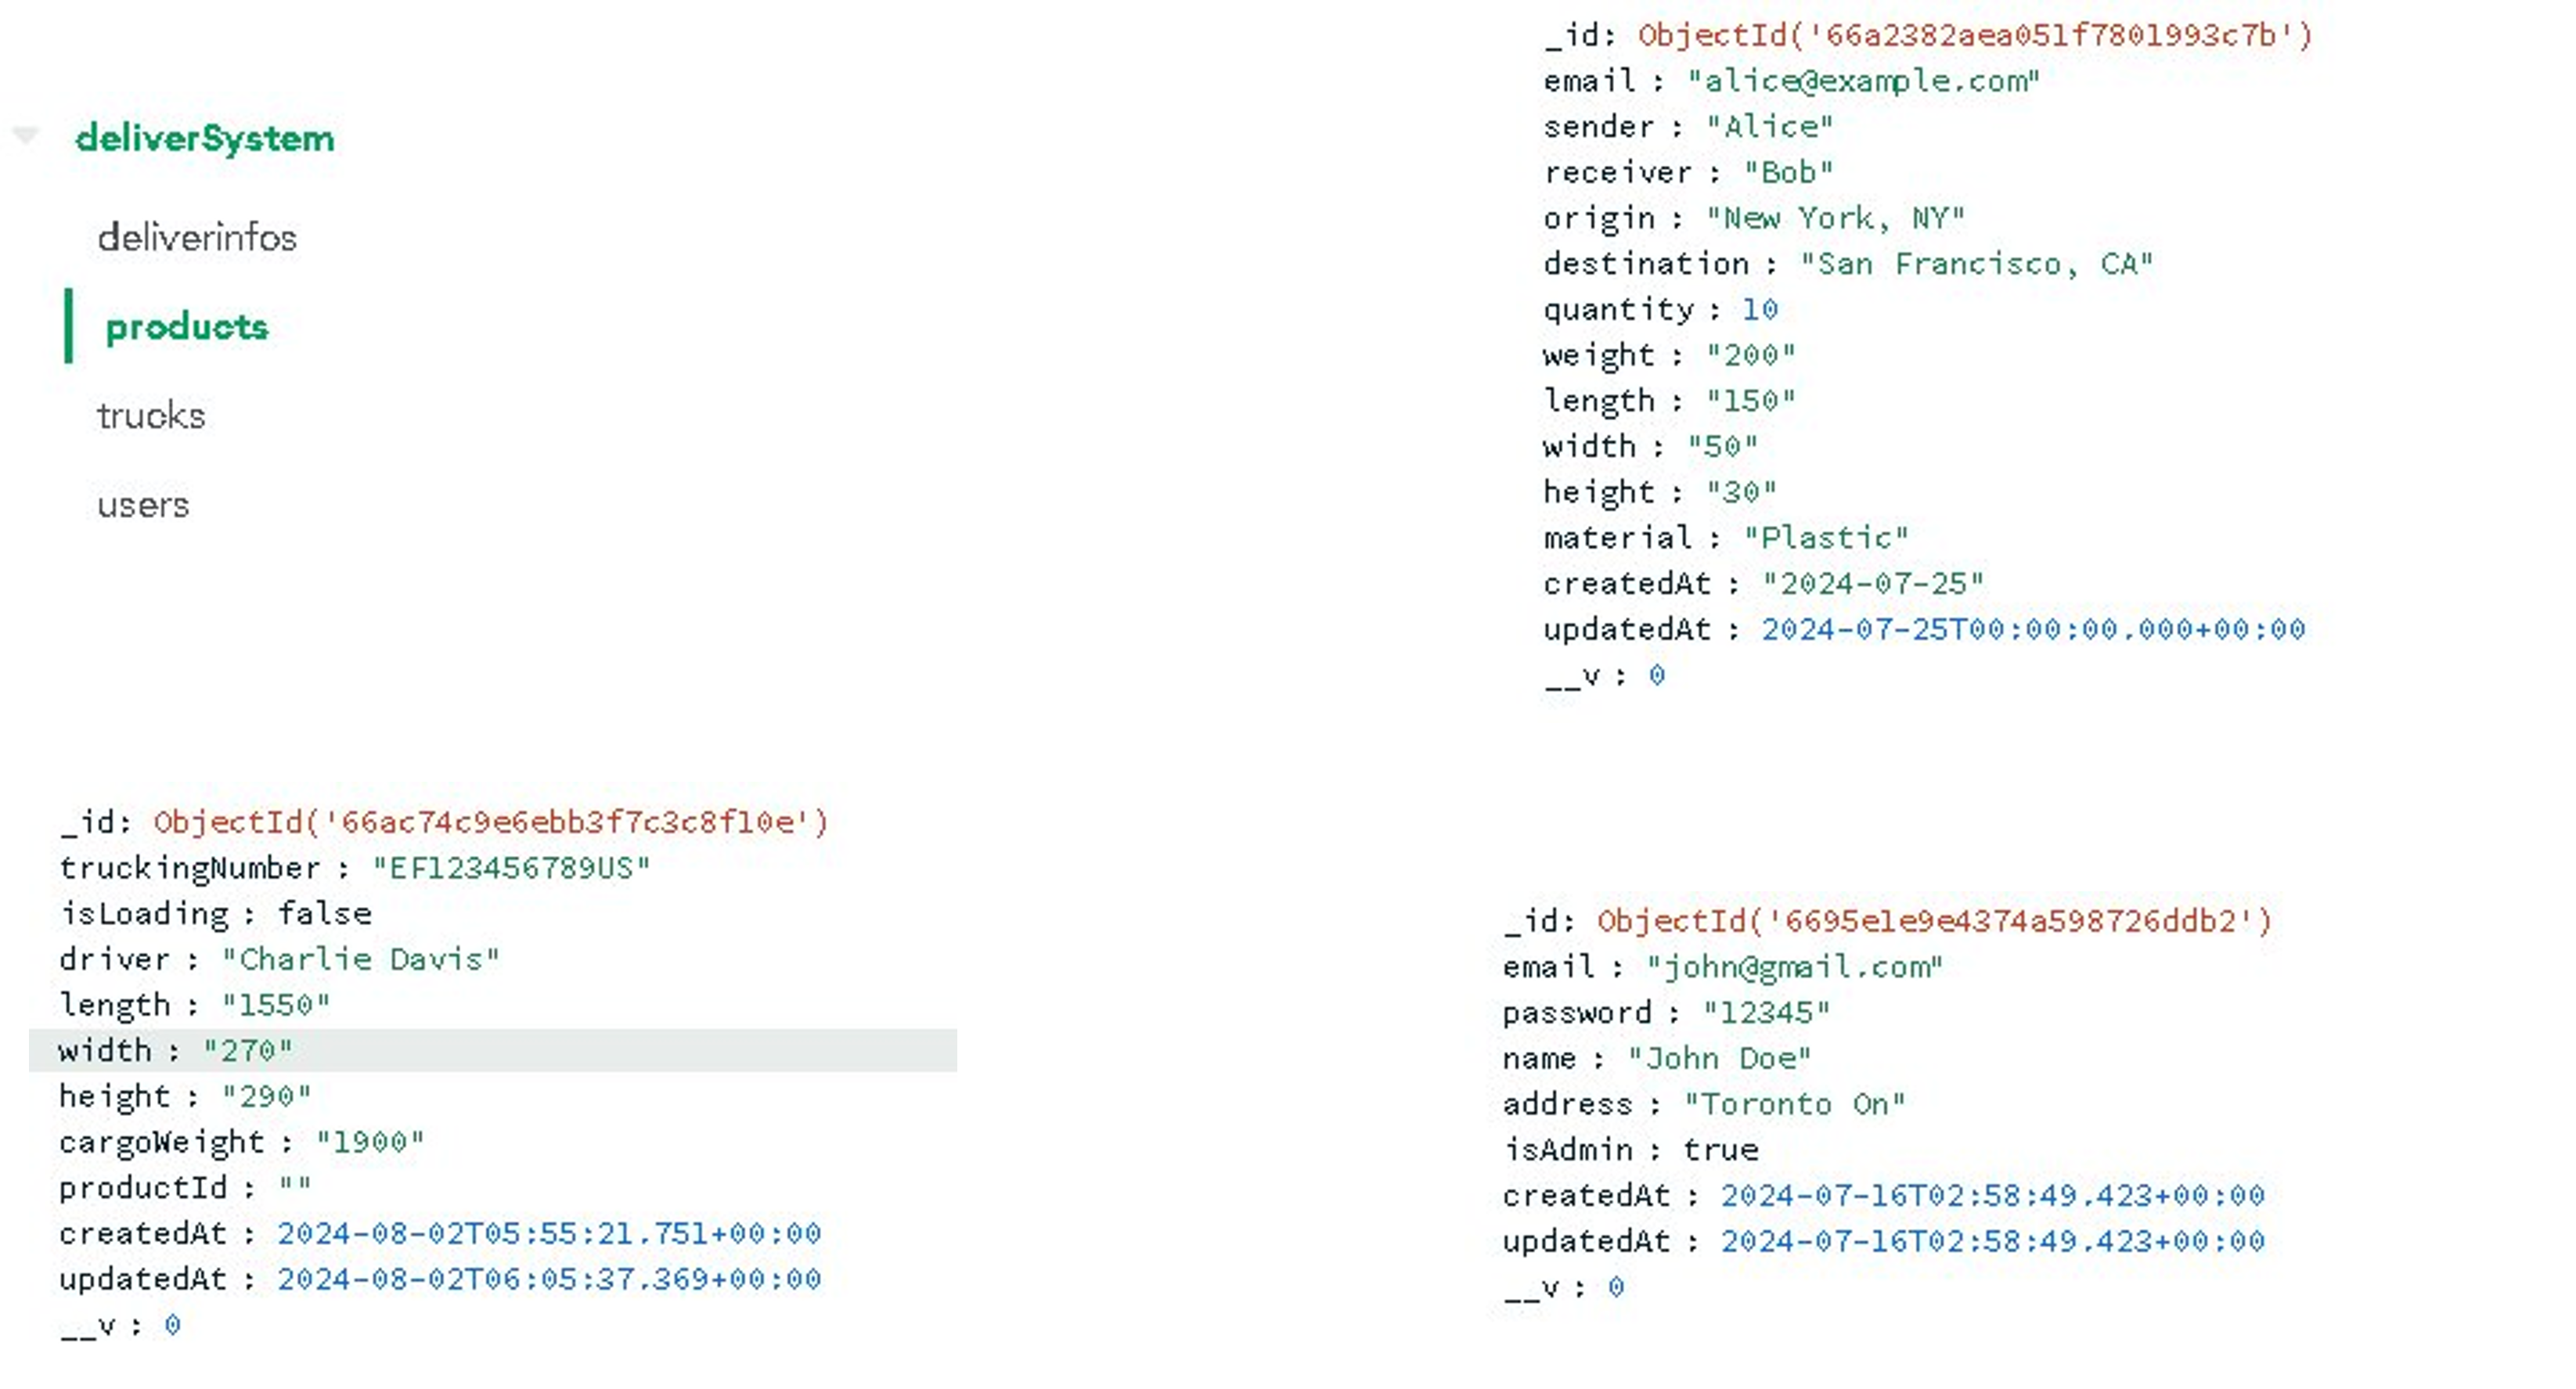 deliverSystem
deliverinfos
products
trucks
users
_id: ObjectId('66a2382aea051f7801993c7b')
email : "alice@example.com"
sender : "Alice"
receiver : "Bob"
origin : "New York, NY"
destination : "San Francisco, CA"
quantity : 10
weight : "200"
length : "150"
width : "50"
height : "30"
material : "Plastic"
createdAt : "2024-07-25"
updatedAt : 2024-07-25T00:00:00.000+00:00
__v : 0
_id: ObjectId('66ac74c9e6ebb3f7c3c8f10e')
truckingNumber : "EF123456789US"
isLoading : false
driver : "Charlie Davis"
length : "1550"
width : "270"
height : "290"
cargoWeight : "1900"
productId : ""
createdAt : 2024-08-02T05:55:21.751+00:00
updatedAt : 2024-08-02T06:05:37.369+00:00
__v : 0
_id: ObjectId('6695e1e9e4374a598726ddb2')
email : "john@gmail.com"
password : "12345"
name : "John Doe"
address : "Toronto On"
isAdmin : true
createdAt : 2024-07-16T02:58:49.423+00:00
updatedAt : 2024-07-16T02:58:49.423+00:00
__v : 0